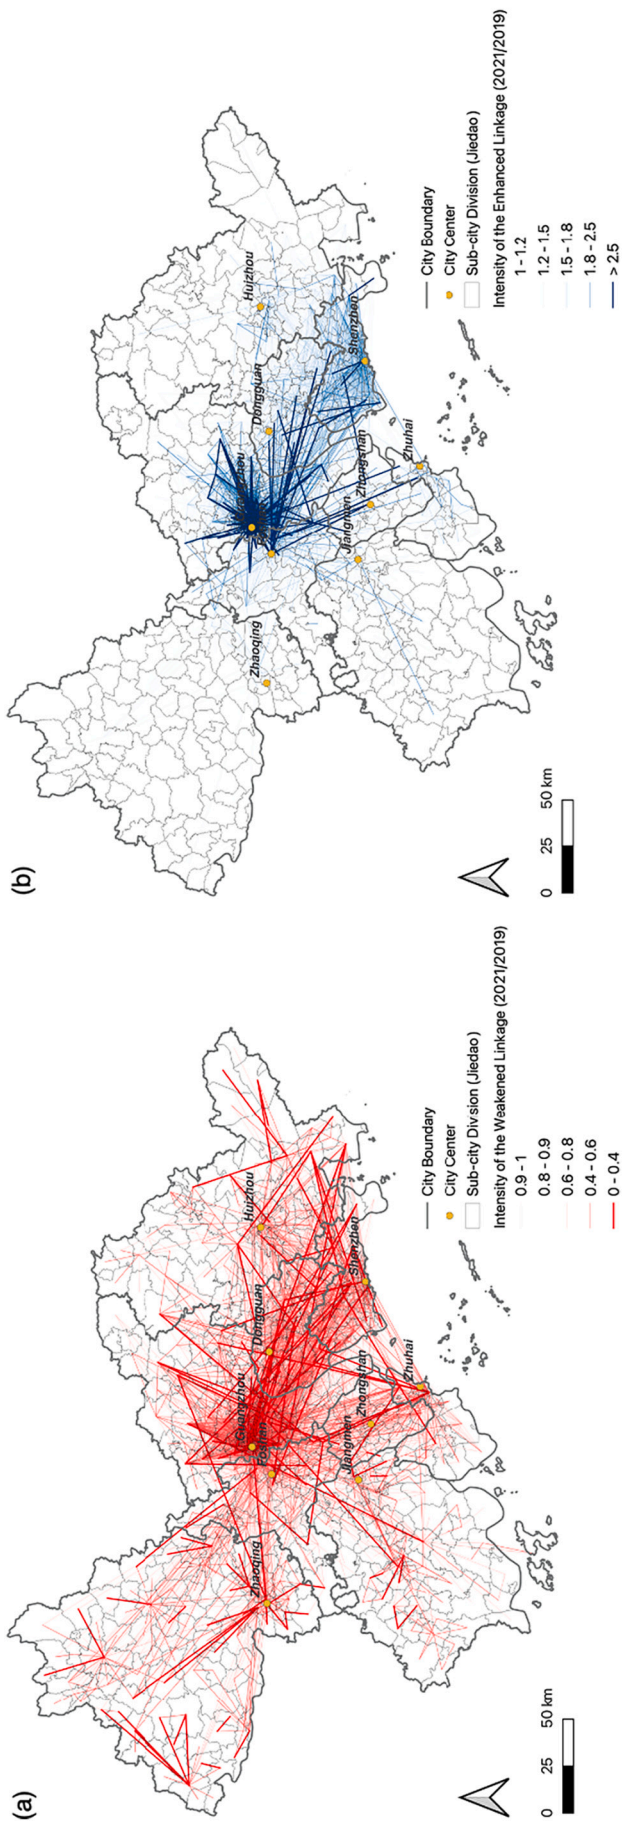 (a)
Zhaoqing
Foshan
Guangzhou
Dongguan
Huizhou
Jiangmen
Zhongshan
Zhuhai
Shenzhen
0 25 50 km
City Boundary
City Center
Sub-city Division (Jiedao)
Intensity of the Weakened Linkage (2021/2019)
0.9 - 1
0.8 - 0.9
0.6 - 0.8
0.4 - 0.6
0 - 0.4
(b)
Zhaoqing
Dongguan
Huizhou
Jiangmen
Zhongshan
Zhuhai
Shenzhen
0 25 50 km
City Boundary
City Center
Sub-city Division (Jiedao)
Intensity of the Enhanced Linkage (2021/2019)
1 - 1.2
1.2 - 1.5
1.5 - 1.8
1.8 - 2.5
> 2.5